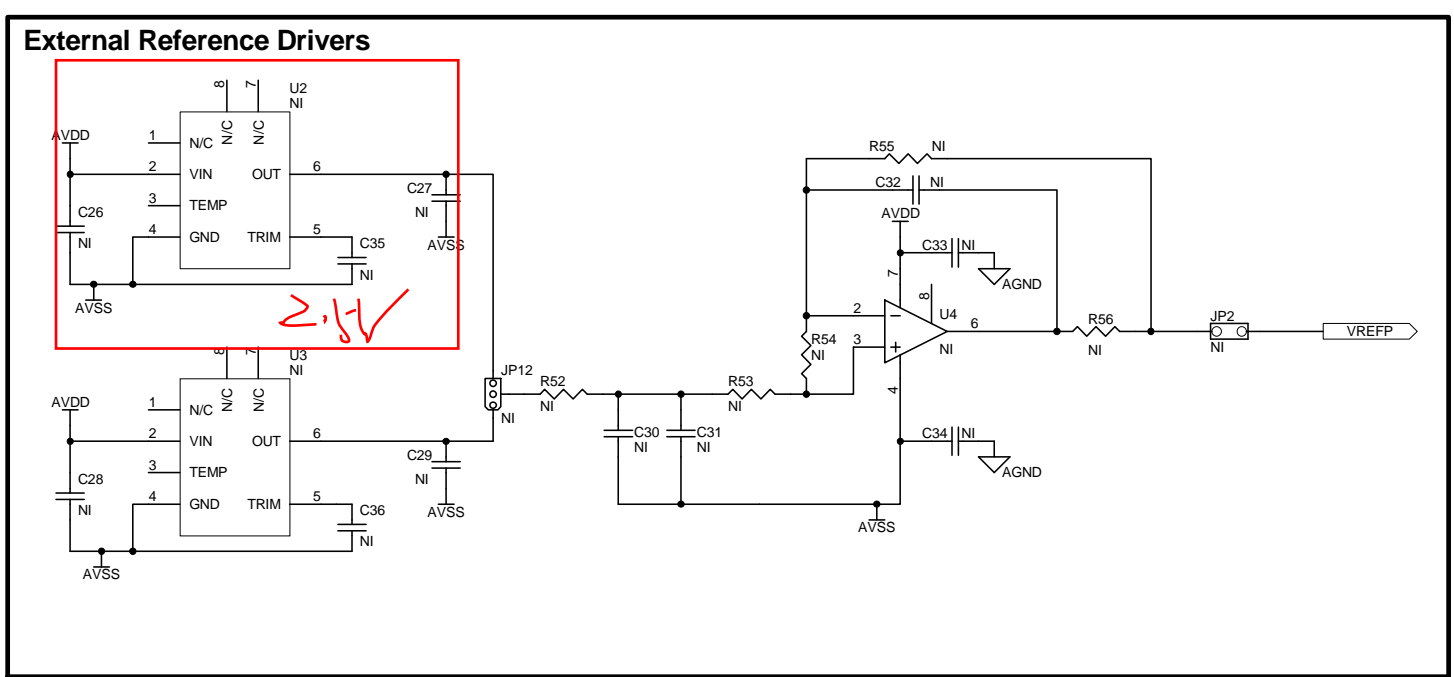 External Reference Drivers
U2
NI
8
7
AVDD
1
N/C
N/C
N/C
2
VIN
OUT
6
3
TEMP
C26
NI
4
GND
TRIM
5
C35
NI
C27
NI
AVSS
AVSS
U3
NI
8
7
AVDD
1
N/C
N/C
N/C
2
VIN
OUT
6
3
TEMP
C28
NI
4
GND
TRIM
5
C36
NI
C29
NI
AVSS
AVSS
JP12
NI
R52
NI
C30
NI
C31
NI
R53
NI
R54
NI
R55
NI
C32
NI
AVDD
C33
NI
AGND
7
8
2
3
U4
NI
6
4
C34
NI
AGND
AVSS
R56
NI
JP2
NI
VREFP